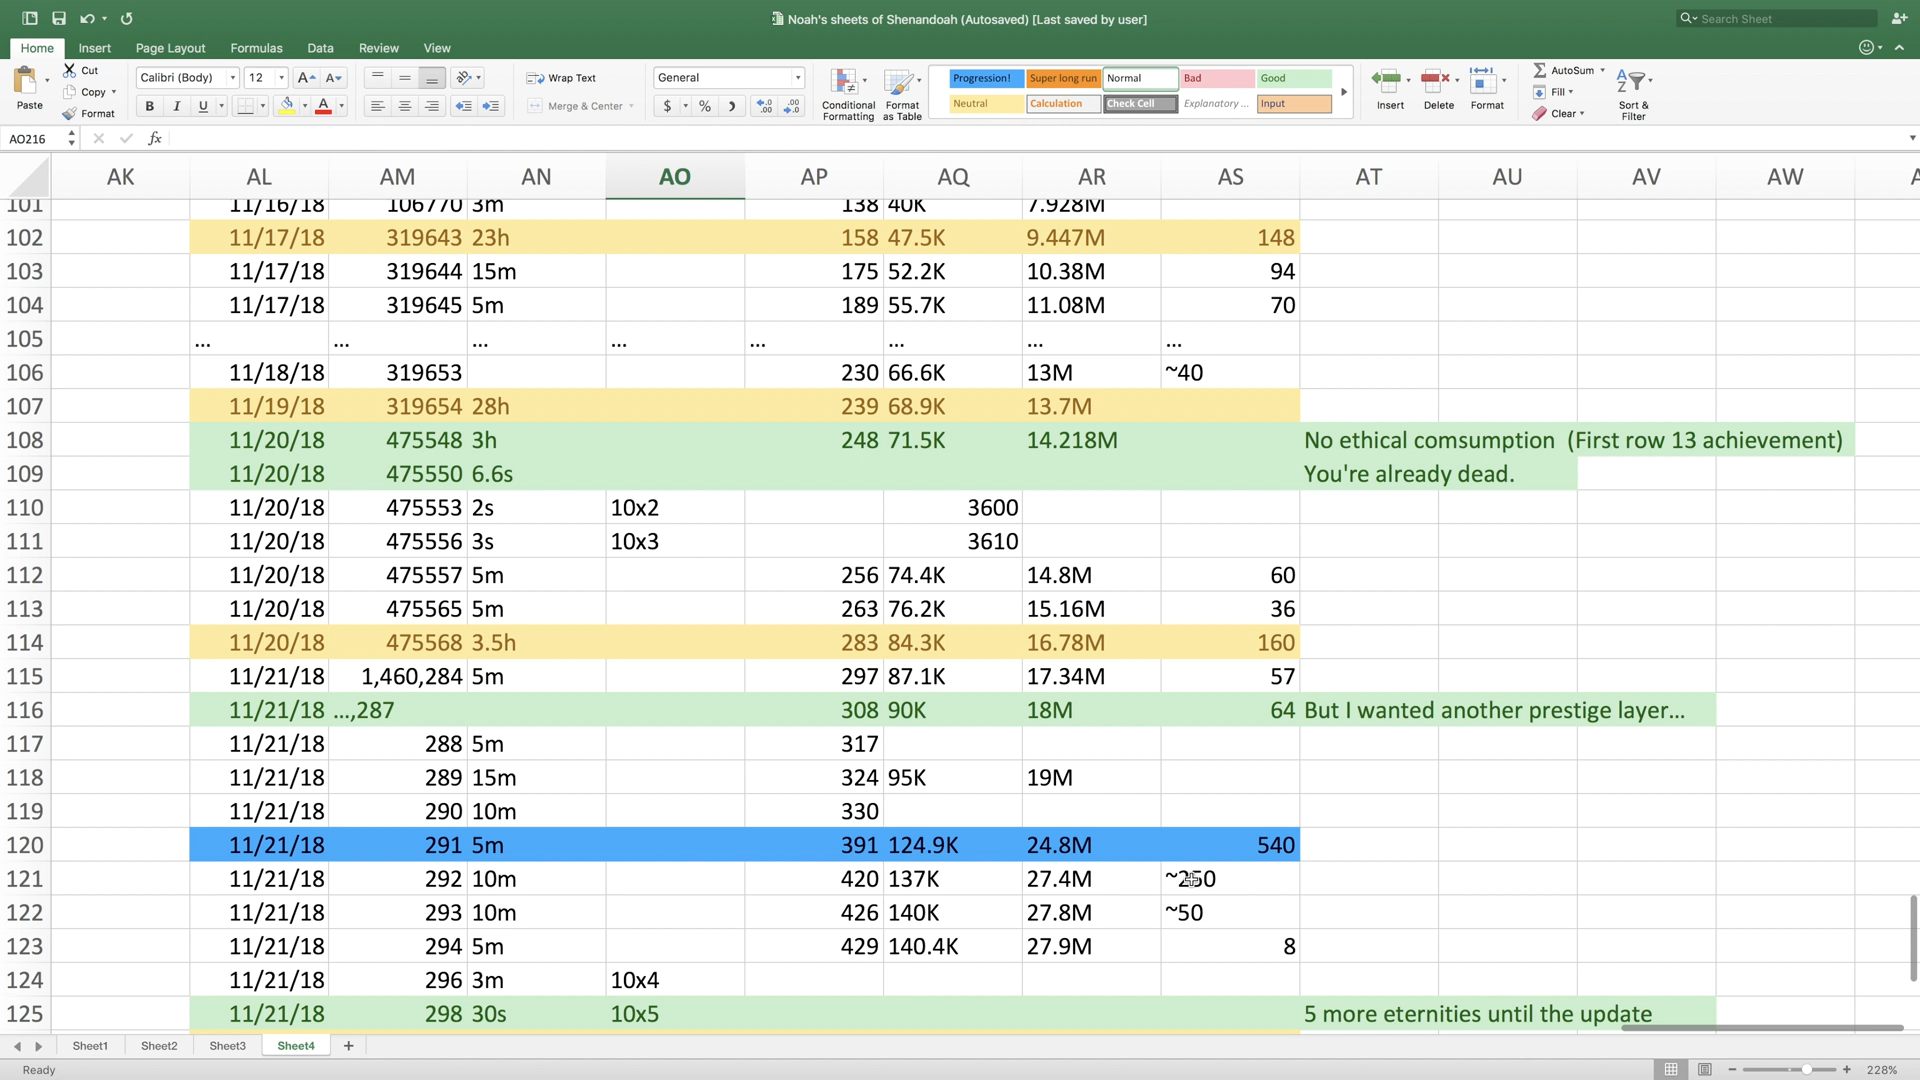 Noah's sheets of Shenandoah (Autosaved) [Last saved by user]
Search Sheet
Home Insert Page Layout Formulas Data Review View
Paste Cut Copy Format
Calibri (Body) 12 A A
B I U A
Wrap Text
Merge & Center
General
$ %
Conditional Formatting
Format as Table
Progression! Super long run Normal Bad Good
Neutral Calculation Check Cell Explanatory ... Input
Insert Delete Format
AutoSum
Fill
Clear
Sort & Filter
AO216 fx
AK AL AM AN AO AP AQ AR AS AT AU AV AW
101 11/16/18 106770 3m 138 40K 7.928M
102 11/17/18 319643 23h 158 47.5K 9.447M 148
103 11/17/18 319644 15m 175 52.2K 10.38M 94
104 11/17/18 319645 5m 189 55.7K 11.08M 70
105 ... ... ... ... ... ... ... ...
106 11/18/18 319653 230 66.6K 13M ~40
107 11/19/18 319654 28h 239 68.9K 13.7M
108 11/20/18 475548 3h 248 71.5K 14.218M No ethical comsumption (First row 13 achievement)
109 11/20/18 475550 6.6s You're already dead.
110 11/20/18 475553 2s 10x2 3600
111 11/20/18 475556 3s 10x3 3610
112 11/20/18 475557 5m 256 74.4K 14.8M 60
113 11/20/18 475565 5m 263 76.2K 15.16M 36
114 11/20/18 475568 3.5h 283 84.3K 16.78M 160
115 11/21/18 1,460,284 5m 297 87.1K 17.34M 57
116 11/21/18 ...,287 308 90K 18M 64 But I wanted another prestige layer...
117 11/21/18 288 5m 317
118 11/21/18 289 15m 324 95K 19M
119 11/21/18 290 10m 330
120 11/21/18 291 5m 391 124.9K 24.8M 540
121 11/21/18 292 10m 420 137K 27.4M ~250
122 11/21/18 293 10m 426 140K 27.8M ~50
123 11/21/18 294 5m 429 140.4K 27.9M 8
124 11/21/18 296 3m 10x4
125 11/21/18 298 30s 10x5 5 more eternities until the update
Sheet1 Sheet2 Sheet3 Sheet4 +
Ready
228%